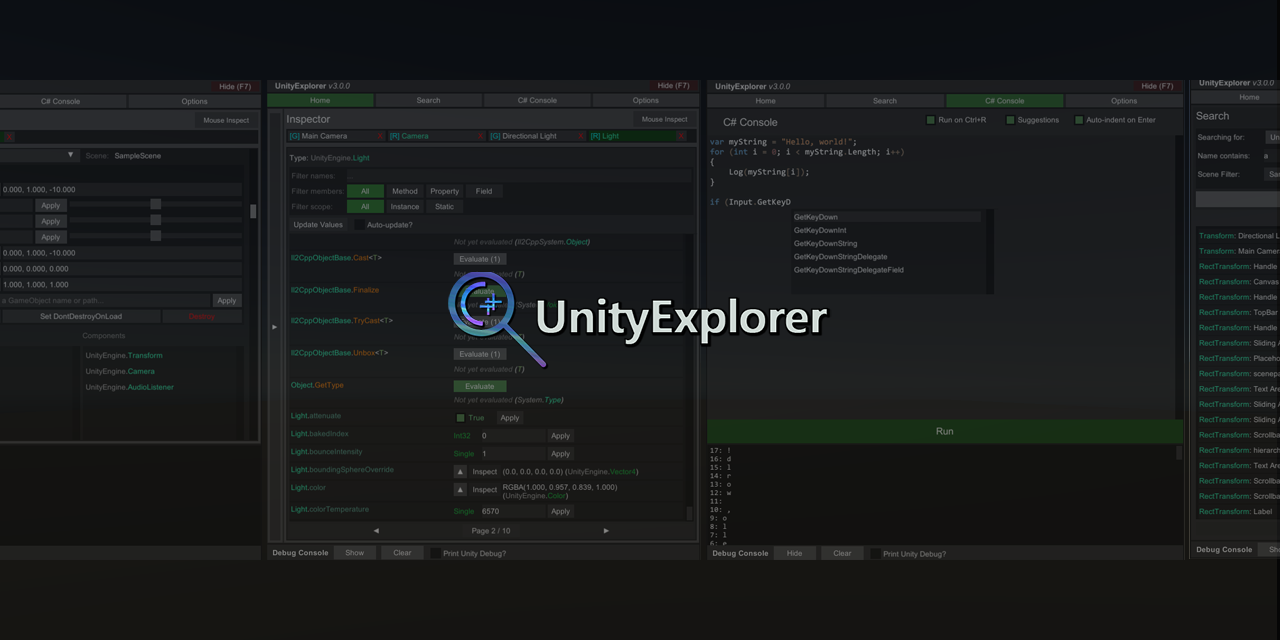 Hide (F7)
C# Console
Options
Mouse Inspect
X
▼ Scene: SampleScene
0.000, 1.000, -10.000
Apply
Apply
Apply
0.000, 1.000, -10.000
0.000, 0.000, 0.000
1.000, 1.000, 1.000
a GameObject name or path...
Apply
Set DontDestroyOnLoad
Destroy
Components
UnityEngine.Transform
UnityEngine.Camera
UnityEngine.AudioListener
UnityExplorer v3.0.0
Hide (F7)
Home
Search
C# Console
Options
Inspector
Mouse Inspect
[G] Main Camera X
[R] Camera X
[G] Directional Light X
[R] Light X
Type: UnityEngine.Light
Filter names:
Filter members: All Method Property Field
Filter scope: All Instance Static
Update Values
Auto-update?
Not yet evaluated (Il2CppSystem.Object)
Il2CppObjectBase.Cast<T>
Evaluate (1)
Not yet evaluated (T)
Il2CppObjectBase.Finalize
Il2CppObjectBase.TryCast<T>
Il2CppObjectBase.Unbox<T>
Evaluate (1)
Not yet evaluated (T)
Object.GetType
Evaluate
Not yet evaluated (System.Type)
Light.attenuate
True
Apply
Light.bakedIndex
Int32 0 Apply
Light.bounceIntensity
Single 1 Apply
Light.boundingSphereOverride
▲ Inspect (0.0, 0.0, 0.0, 0.0) (UnityEngine.Vector4)
Light.color
▲ Inspect RGBA(1.000, 0.957, 0.839, 1.000)
(UnityEngine.Color)
Light.colorTemperature
Single 6570 Apply
◄ Page 2 / 10 ►
Debug Console
Show
Clear
Print Unity Debug?
UnityExplorer
UnityExplorer v3.0.0
Hide (F7)
Home
Search
C# Console
Options
C# Console
Run on Ctrl+R
Suggestions
Auto-indent on Enter
var myString = "Hello, world!";
for (int i = 0; i < myString.Length; i++)
{
Log(myString[i]);
}
if (Input.GetKeyD
GetKeyDown
GetKeyDownInt
GetKeyDownString
GetKeyDownStringDelegate
GetKeyDownStringDelegateField
Run
17: !
16: d
15: l
14: r
13: o
12: w
11:
10: ,
9: o
8: l
7: l
6: e
Debug Console
Hide
Clear
Print Unity Debug?
UnityExplorer v3.0.0
Home
Search
Searching for:
Name contains: a
Scene Filter:
Transform: Directional L
Transform: Main Camer
RectTransform: Handle
RectTransform: Canvas
RectTransform: Handle
RectTransform: TopBar
RectTransform: Handle
RectTransform: Sliding A
RectTransform: Placeho
RectTransform: scenepa
RectTransform: Text Are
RectTransform: Sliding A
RectTransform: Sliding A
RectTransform: Scrollba
RectTransform: hierarch
RectTransform: Text Are
RectTransform: Scrollba
RectTransform: Scrollba
RectTransform: Label
Debug Console